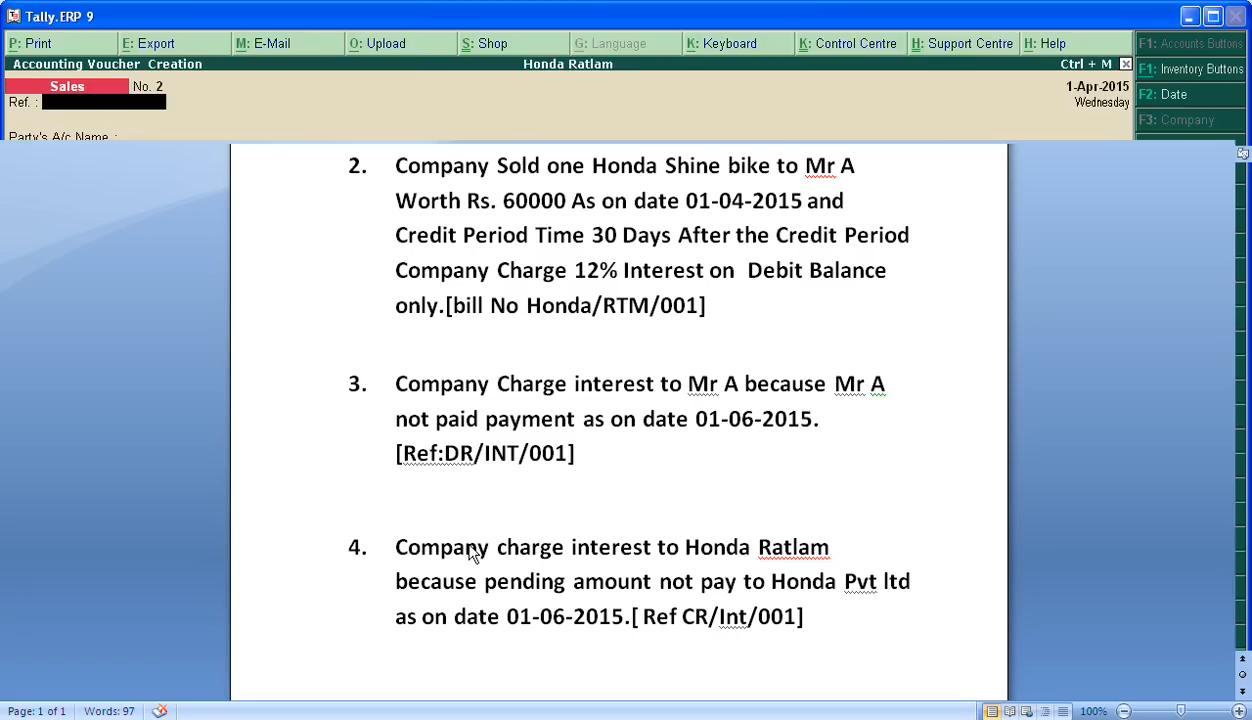 Tally.ERP 9
P: Print E: Export M: E-Mail O: Upload S: Shop G: Language K: Keyboard K: Control Centre H: Support Centre H: Help F1: Accounts Buttons
Accounting Voucher Creation Honda Ratlam Ctrl + M F1: Inventory Buttons
Sales No. 2 1-Apr-2015 F2: Date
Ref. : Wednesday
F3: Company
Party's A/c Name :
2. Company Sold one Honda Shine bike to Mr A
Worth Rs. 60000 As on date 01-04-2015 and
Credit Period Time 30 Days After the Credit Period
Company Charge 12% Interest on Debit Balance
only.[bill No Honda/RTM/001]
3. Company Charge interest to Mr A because Mr A
not paid payment as on date 01-06-2015.
[Ref:DR/INT/001]
4. Company charge interest to Honda Ratlam
because pending amount not pay to Honda Pvt ltd
as on date 01-06-2015.[ Ref CR/Int/001]
Page: 1 of 1 Words: 97 100%